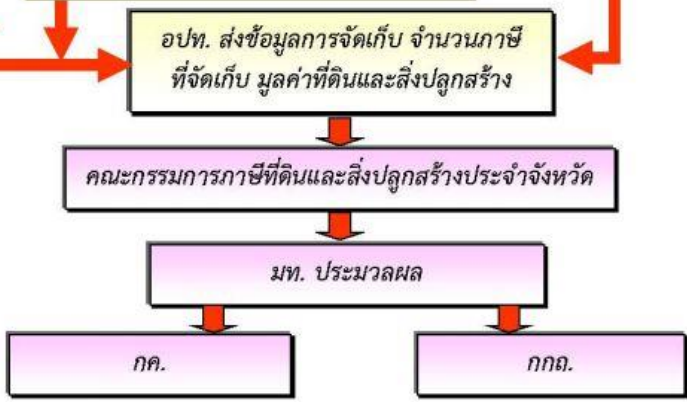 อปท. ส่งข้อมูลการจัดเก็บ จำนวนภาษี
ที่จัดเก็บ มูลค่าที่ดินและสิ่งปลูกสร้าง
คณะกรรมการภาษีที่ดินและสิ่งปลูกสร้างประจำจังหวัด
มท. ประมวลผล
กค.
กกถ.